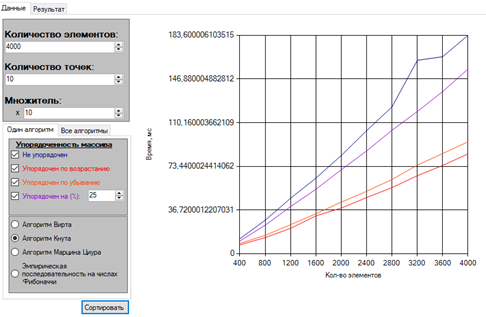 Данные Результат
Количество элементов:
4000
Количество точек:
10
Множитель:
x 10
Один алгоритм Все алгоритмы
Упорядоченность массива
Не упорядочен
Упорядочен по возрастанию
Упорядочен по убыванию
Упорядочен на (%): 25
Алгоритм Вирта
Алгоритм Кнута
Алгоритм Марцина Циура
Эмпирическая
последовательность на числах
Фибоначчи
Сортировать
183.600006103515
146.880004882812
110.160003662109
73.4400024414062
36.7200012207031
0
Время, мс
400 800 1200 1600 2000 2400 2800 3200 3600 4000
Кол-во элементов